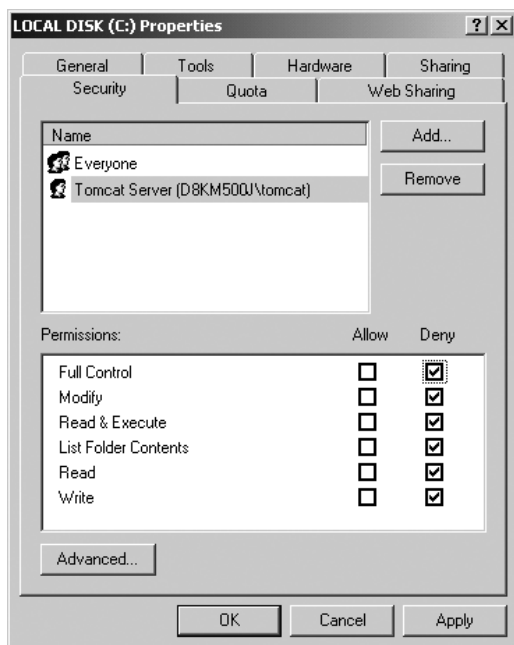 LOCAL DISK (C:) Properties ? ×
General Tools Hardware Sharing
Security Quota Web Sharing
Name
Add...
Everyone
Tomcat Server (D8KM500J\tomcat)
Remove
Permissions: Allow Deny
Full Control
Modify
Read & Execute
List Folder Contents
Read
Write
Advanced...
OK Cancel Apply